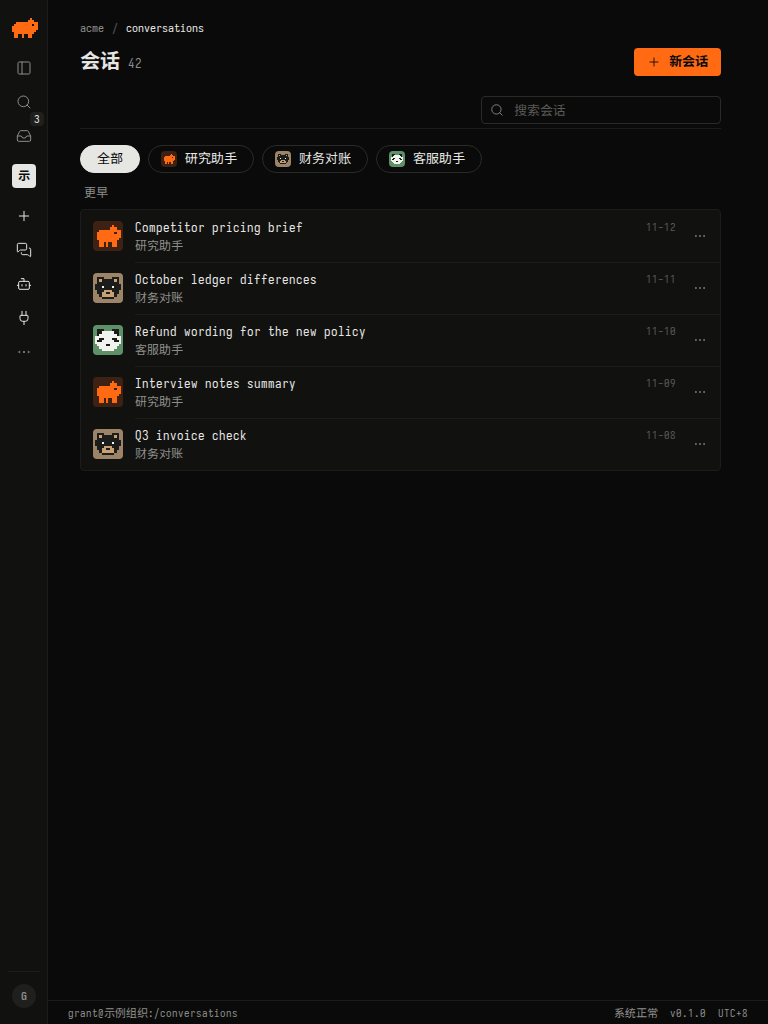 acme / conversations
会话 42
+ 新会话
搜索会话
3
示
全部 研究助手 财务对账 客服助手
更早
Competitor pricing brief 11-12
研究助手
October ledger differences 11-11
财务对账
Refund wording for the new policy 11-10
客服助手
Interview notes summary 11-09
研究助手
Q3 invoice check 11-08
财务对账
G
grant@示例组织:/conversations 系统正常 v0.1.0 UTC+8